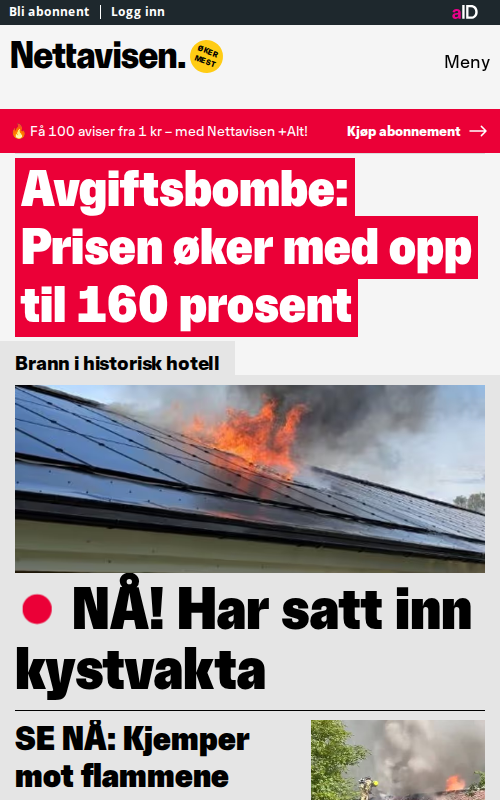 Bli abonnent | Logg inn
aID
Nettavisen.
ØKER
MEST
Meny
🔥 Få 100 aviser fra 1 kr – med Nettavisen +Alt!
Kjøp abonnement →
Avgiftsbombe:
Prisen øker med opp
til 160 prosent
Brann i historisk hotell
NÅ! Har satt inn
kystvakta
SE NÅ: Kjemper
mot flammene